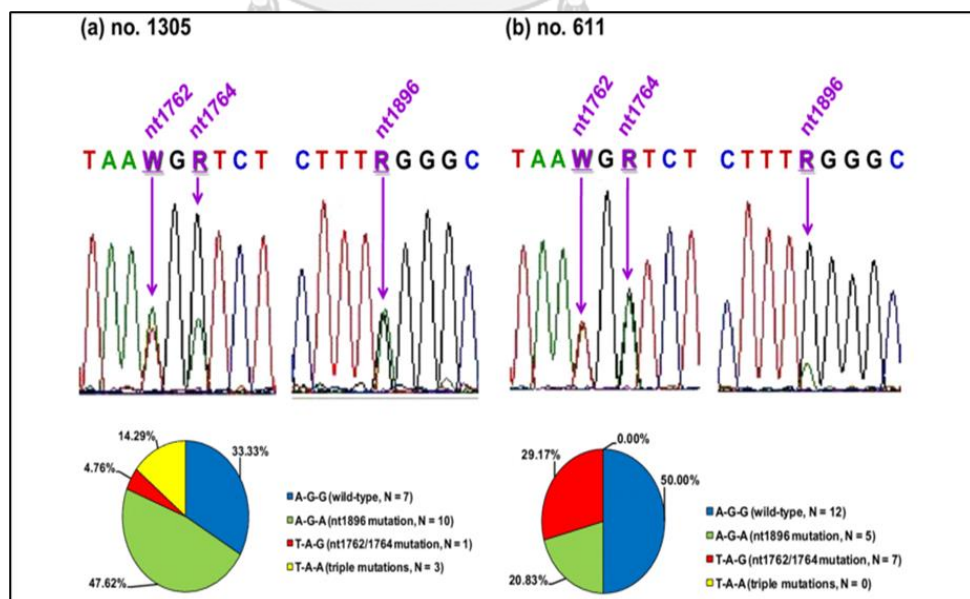 (a) no. 1305
nt1762
nt1764
nt1896
TAAWGRTCT
CTTTRGGGC
14.29%
33.33%
4.76%
47.62%
A-G-G (wild-type, N = 7)
A-G-A (nt1896 mutation, N = 10)
T-A-G (nt1762/1764 mutation, N = 1)
T-A-A (triple mutations, N = 3)
(b) no. 611
nt1762
nt1764
nt1896
TAAWGRTCT
CTTTRGGGC
0.00%
29.17%
50.00%
20.83%
A-G-G (wild-type, N = 12)
A-G-A (nt1896 mutation, N = 5)
T-A-G (nt1762/1764 mutation, N = 7)
T-A-A (triple mutations, N = 0)